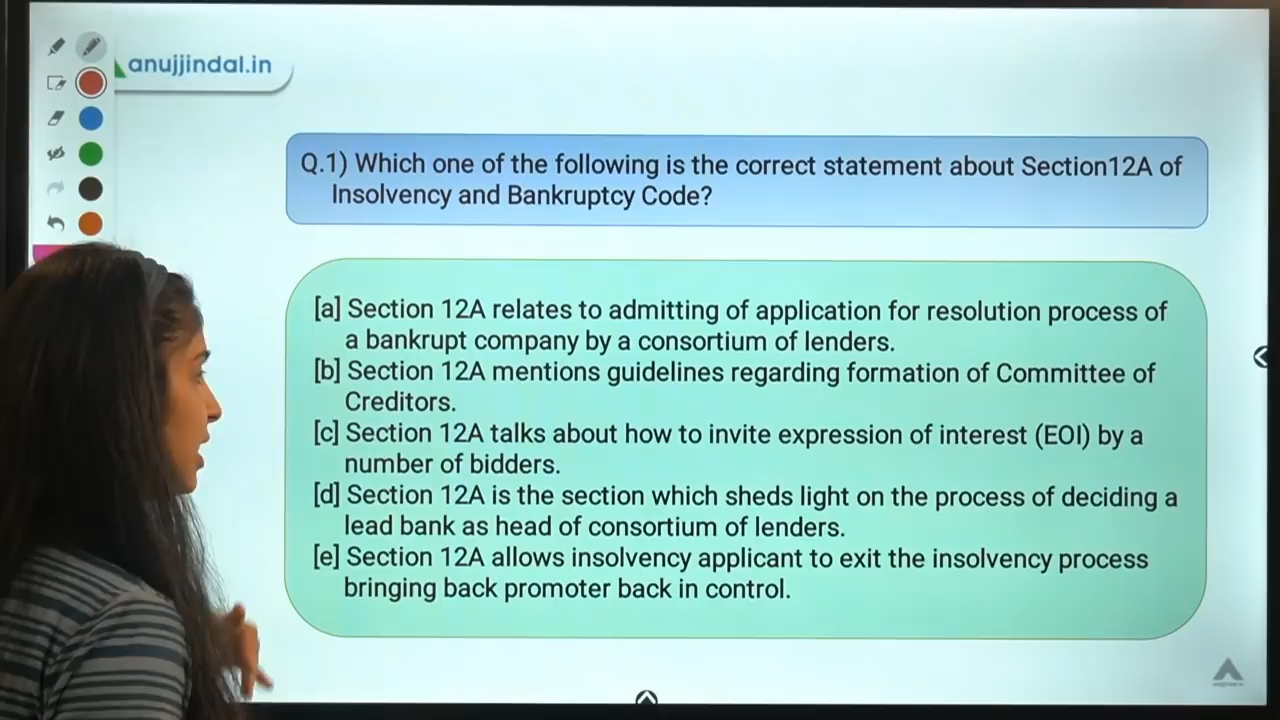 anujjindal.in
Q.1) Which one of the following is the correct statement about Section12A of
Insolvency and Bankruptcy Code?
[a] Section 12A relates to admitting of application for resolution process of
a bankrupt company by a consortium of lenders.
[b] Section 12A mentions guidelines regarding formation of Committee of
Creditors.
[c] Section 12A talks about how to invite expression of interest (EOI) by a
number of bidders.
[d] Section 12A is the section which sheds light on the process of deciding a
lead bank as head of consortium of lenders.
[e] Section 12A allows insolvency applicant to exit the insolvency process
bringing back promoter back in control.